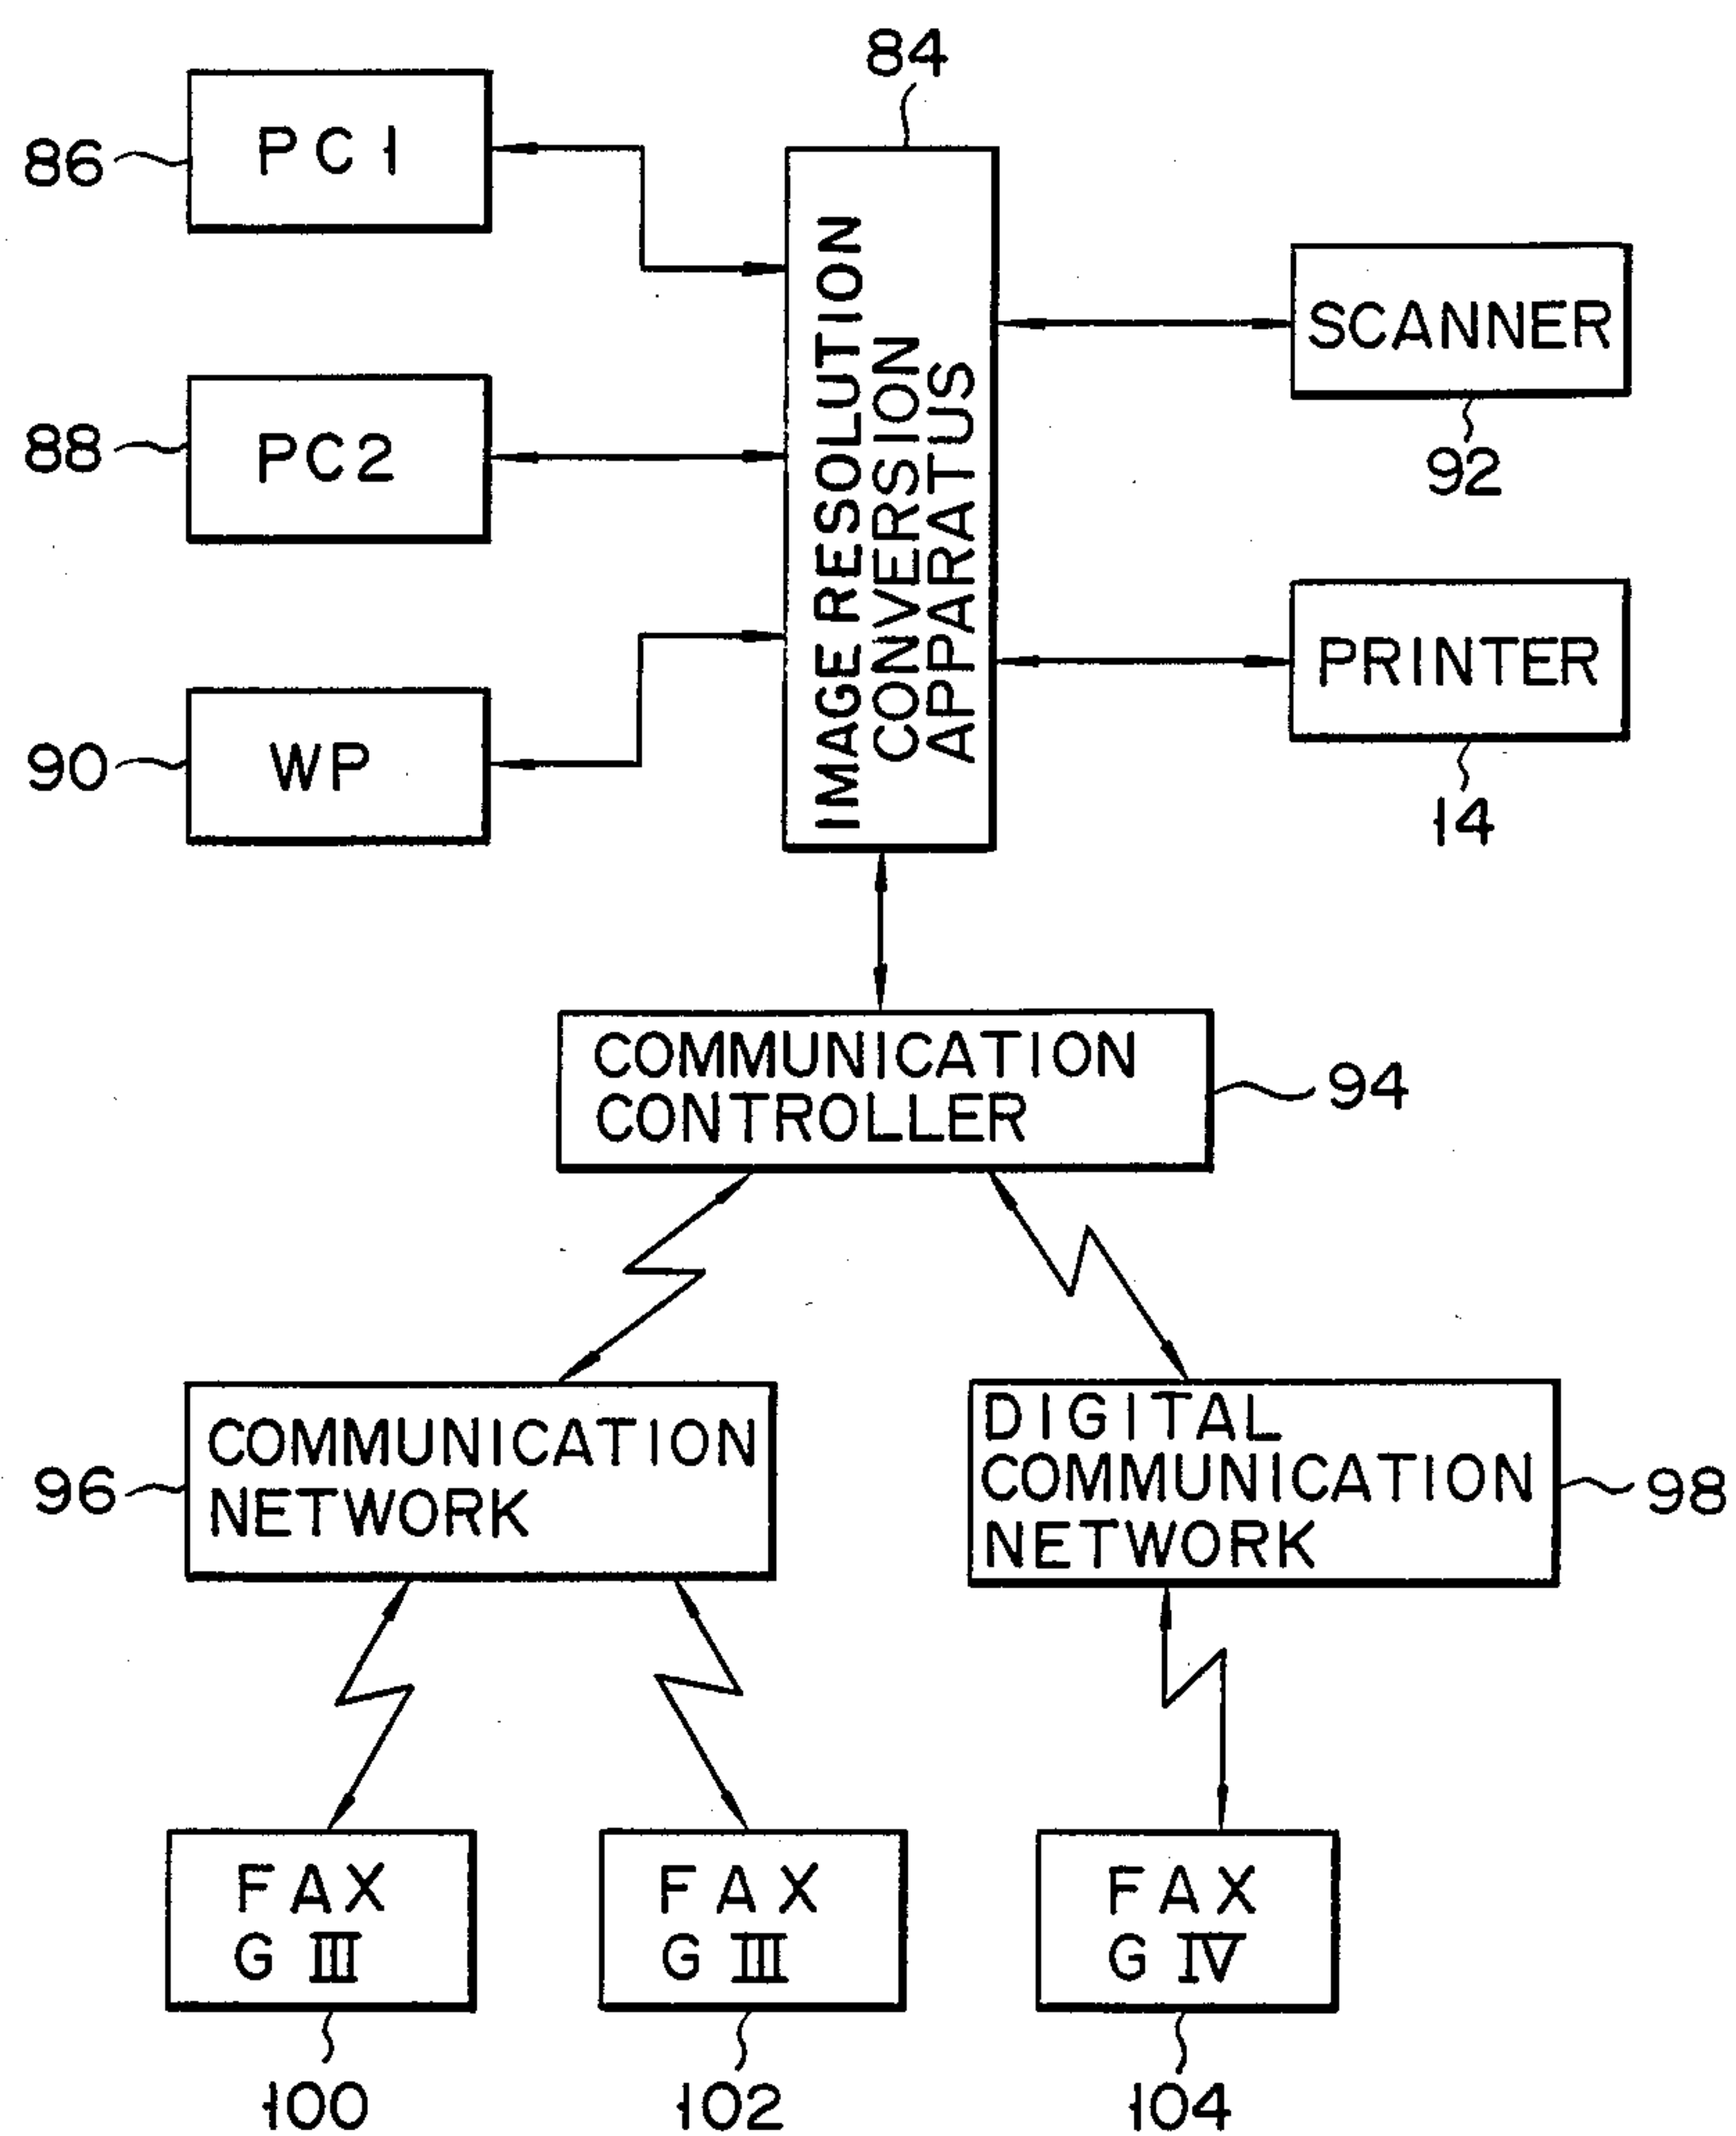 84
86
PC1
IMAGE RESOLUTION
CONVERSION
APPARATUS
SCANNER
92
88
PC2
PRINTER
14
90
WP
COMMUNICATION
CONTROLLER
94
96
COMMUNICATION
NETWORK
DIGITAL
COMMUNICATION
NETWORK
98
FAX
G III
FAX
G III
FAX
G IV
100
102
104